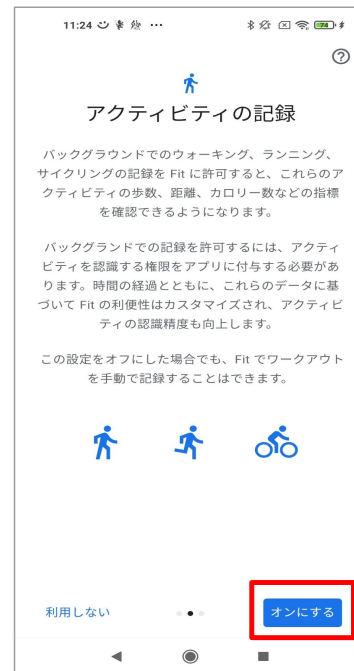 11:24
74
アクティビティの記録
バックグラウンドでのウォーキング、ランニング、
サイクリングの記録を Fit に許可すると、これらのア
クティビティの歩数、距離、カロリー数などの指標
を確認できるようになります。
バックグランドでの記録を許可するには、アクティ
ビティを認識する権限をアプリに付与する必要があ
ります。時間の経過とともに、これらのデータに基
づいて Fit の利便性はカスタマイズされ、アクティビ
ティの認識精度も向上します。
この設定をオフにした場合でも、Fit でワークアウト
を手動で記録することはできます。
利用しない
オンにする